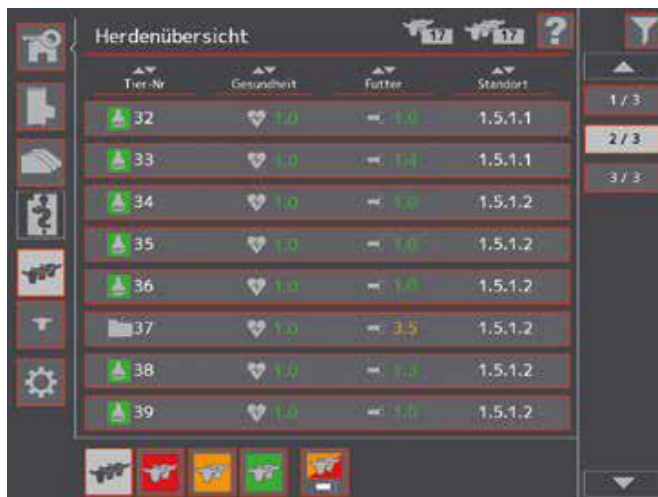 Herdenübersicht 17 17 ?
Tier-Nr Gesundheit Futter Standort
32 1.0 1.0 1.5.1.1
33 1.0 1.4 1.5.1.1
34 1.0 1.0 1.5.1.2
35 1.0 1.0 1.5.1.2
36 1.0 1.0 1.5.1.2
37 1.0 3.5 1.5.1.2
38 1.0 1.3 1.5.1.2
39 1.0 1.0 1.5.1.2
1 / 3
2 / 3
3 / 3